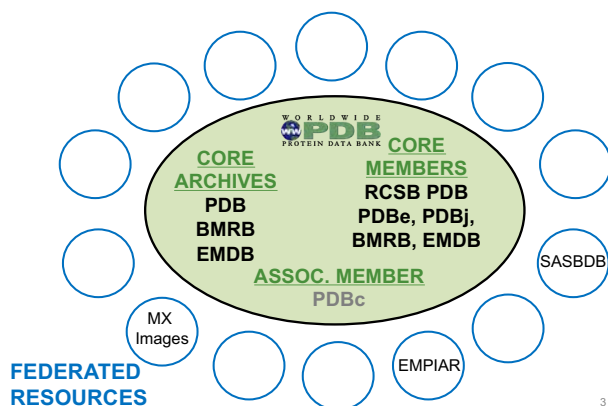 WORLDWIDE
WW PDB
PROTEIN DATA BANK
CORE
ARCHIVES
PDB
BMRB
EMDB
CORE
MEMBERS
RCSB PDB
PDBe, PDBj,
BMRB, EMDB
ASSOC. MEMBER
PDBc
SASBDB
MX
Images
EMPIAR
FEDERATED
RESOURCES
3